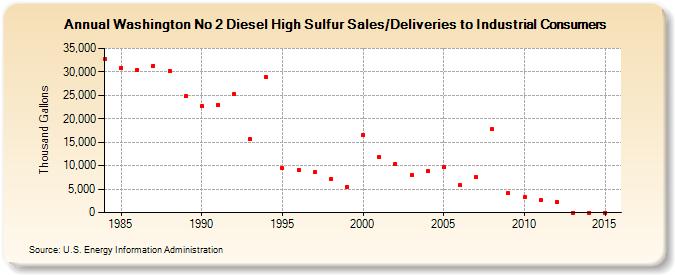 Annual Washington No 2 Diesel High Sulfur Sales/Deliveries to Industrial Consumers
Thousand Gallons
35,000
30,000
25,000
20,000
15,000
10,000
5,000
0
1985 1990 1995 2000 2005 2010 2015
Source: U.S. Energy Information Administration